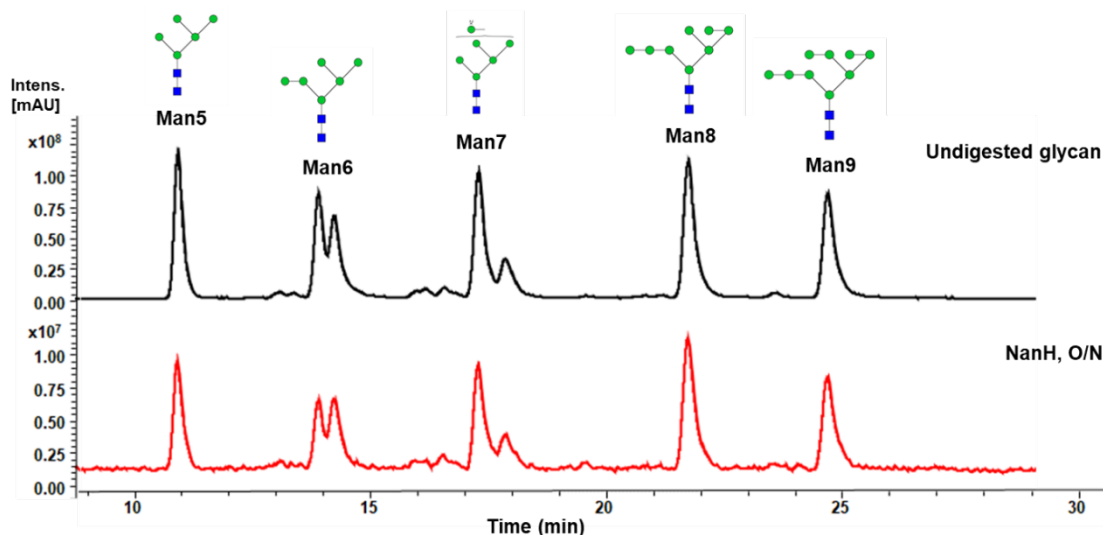 Man5
Man6
Man7
Man8
Man9
Intens.
[mAU]
x10⁸
1.00
0.75
0.50
0.25
0.00
Undigested glycan
x10⁷
1.00
0.75
0.50
0.25
0.00
NanH, O/N
10 15 20 25 30
Time (min)